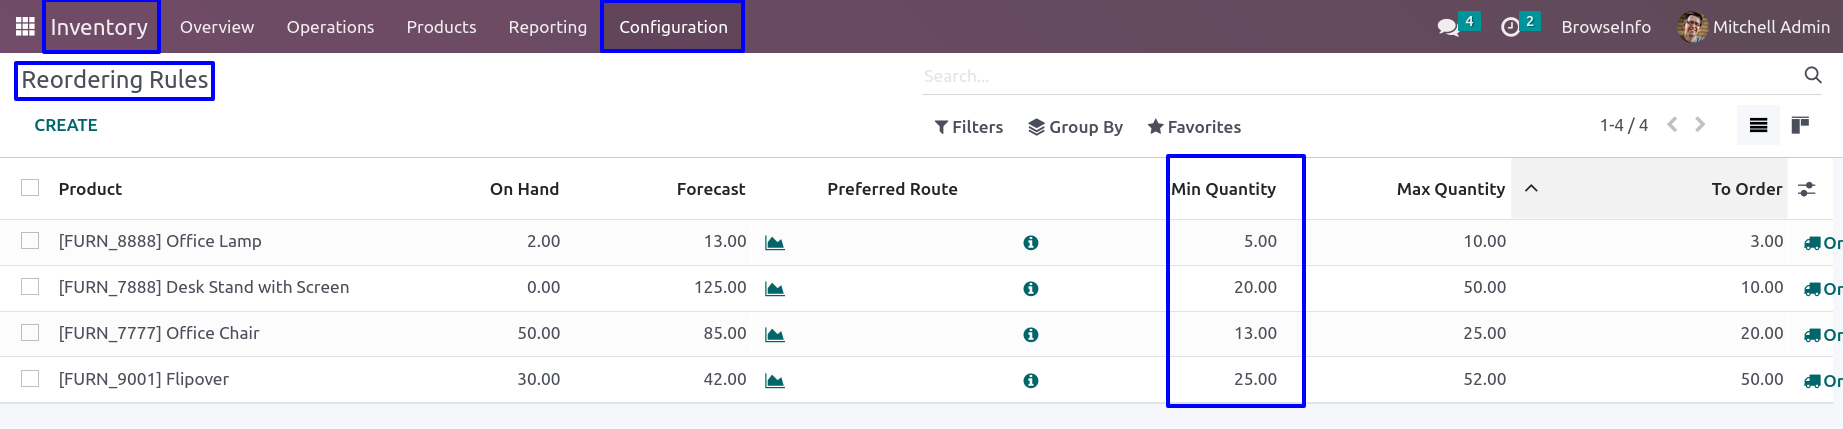 Inventory Overview Operations Products Reporting Configuration 4 2 BrowseInfo Mitchell Admin
Reordering Rules Search...
CREATE Filters Group By Favorites 1-4 / 4
Product On Hand Forecast Preferred Route Min Quantity Max Quantity To Order
[FURN_8888] Office Lamp 2.00 13.00 5.00 10.00 3.00 Or
[FURN_7888] Desk Stand with Screen 0.00 125.00 20.00 50.00 10.00 Or
[FURN_7777] Office Chair 50.00 85.00 13.00 25.00 20.00 Or
[FURN_9001] Flipover 30.00 42.00 25.00 52.00 50.00 Or